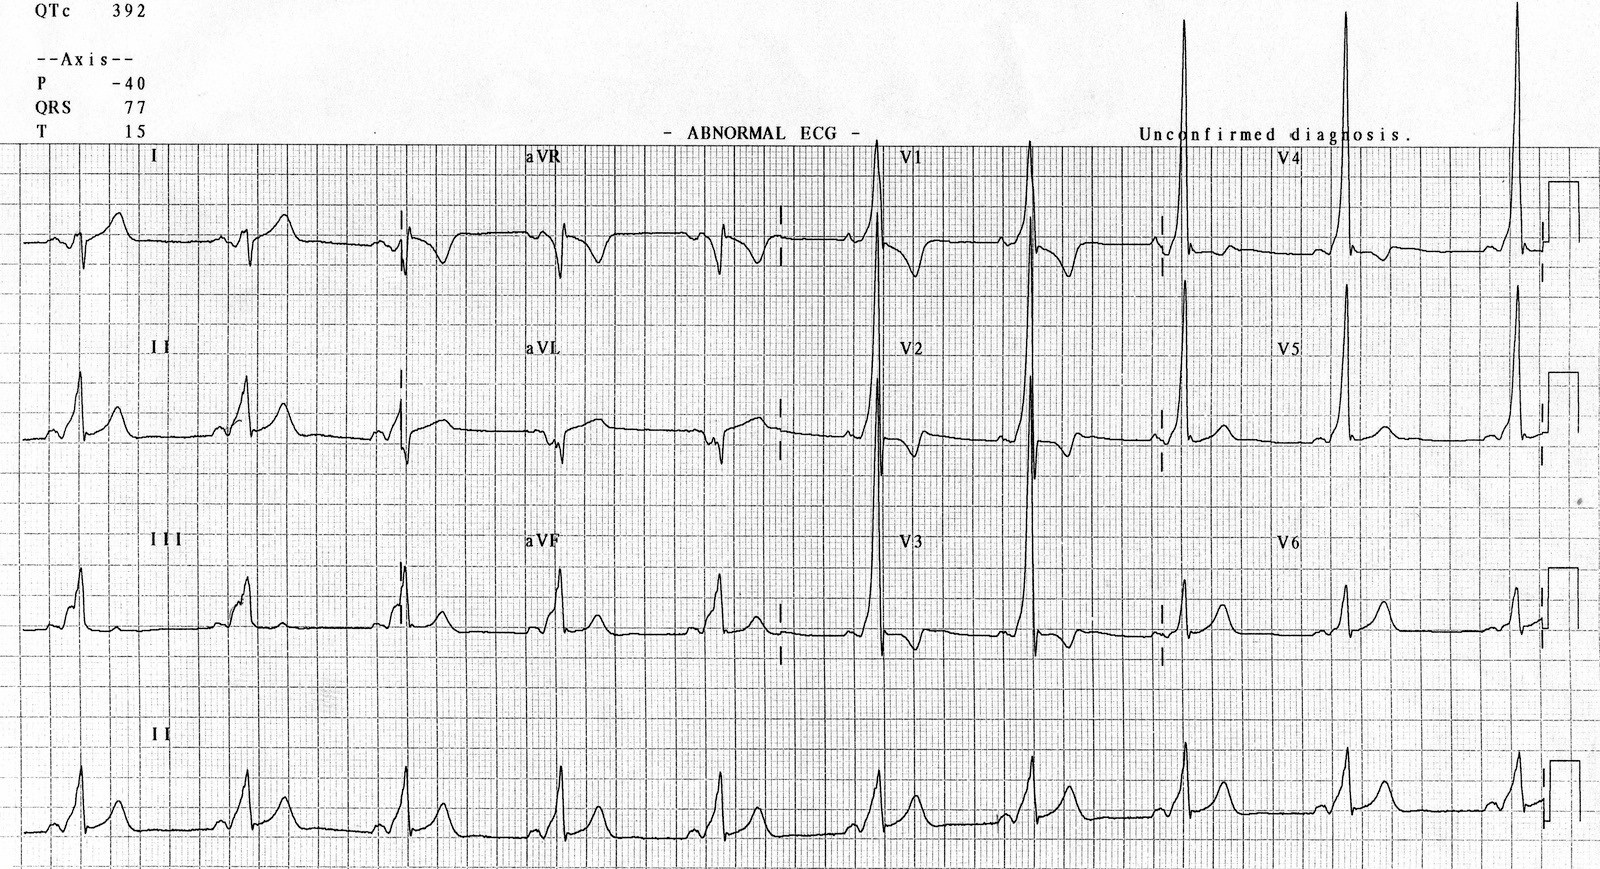 QTc 392
--Axis--
P -40
QRS 77
T 15
- ABNORMAL ECG -
Unconfirmed diagnosis.
I aVR V1 V4
II aVL V2 V5
III aVF V3 V6
II